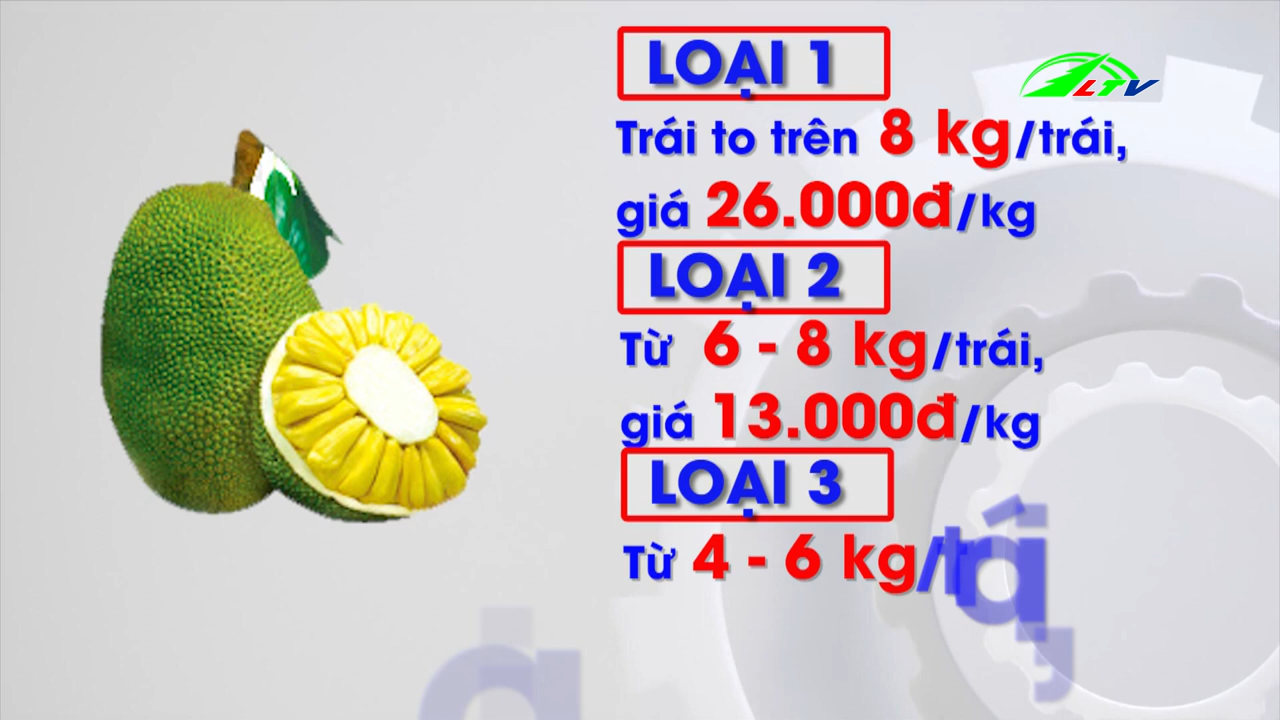 LTV
LOẠI 1
Trái to trên 8 kg/trái,
giá 26.000đ/kg
LOẠI 2
Từ 6 - 8 kg/trái,
giá 13.000đ/kg
LOẠI 3
Từ 4 - 6 kg/